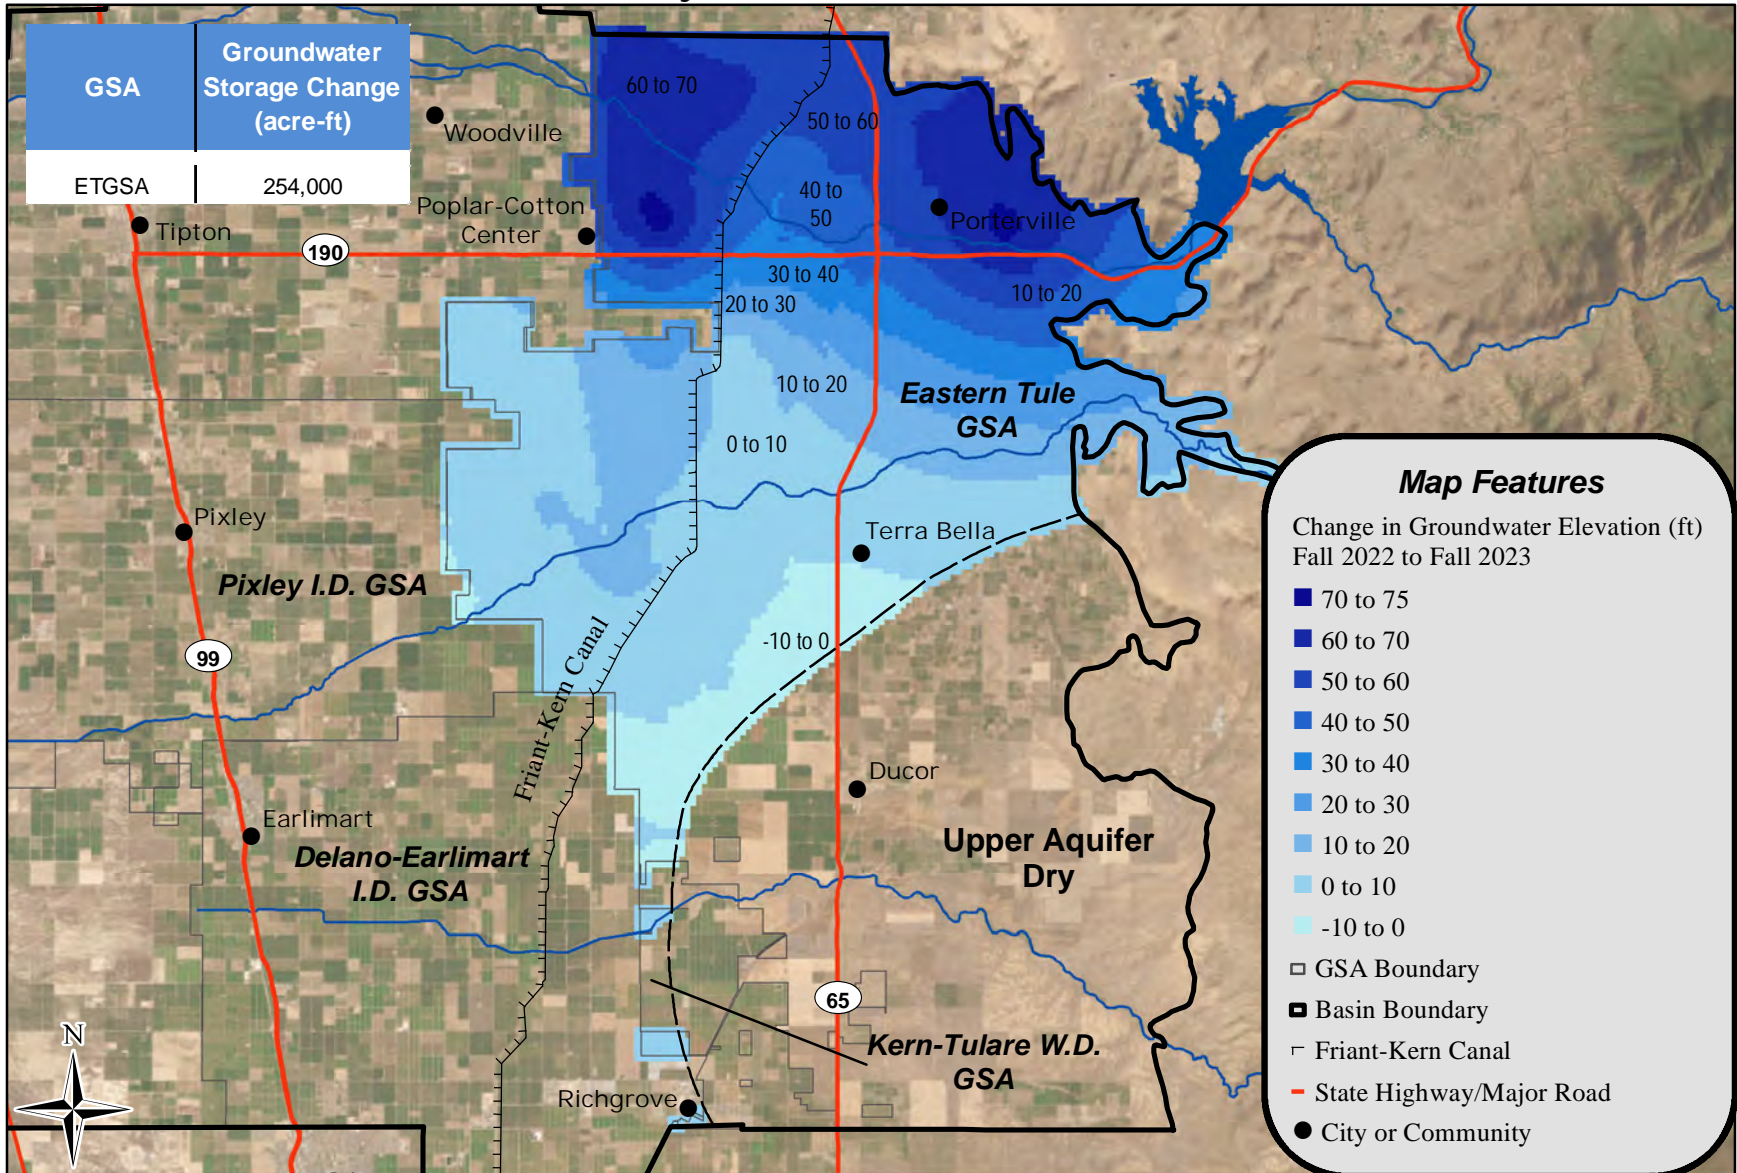 GSA
Groundwater
Storage Change
(acre-ft)
ETGSA
254,000
Woodville
Tipton
Poplar-Cotton
Center
190
60 to 70
50 to 60
40 to
50
Porterville
30 to 40
20 to 30
10 to 20
10 to 20
Eastern Tule
GSA
0 to 10
Pixley
Terra Bella
Pixley I.D. GSA
-10 to 0
99
Friant-Kern Canal
Ducor
Earlimart
Delano-Earlimart
I.D. GSA
Upper Aquifer
Dry
65
Kern-Tulare W.D.
GSA
Richgrove
N
Map Features
Change in Groundwater Elevation (ft)
Fall 2022 to Fall 2023
70 to 75
60 to 70
50 to 60
40 to 50
30 to 40
20 to 30
10 to 20
0 to 10
-10 to 0
GSA Boundary
Basin Boundary
Friant-Kern Canal
State Highway/Major Road
City or Community